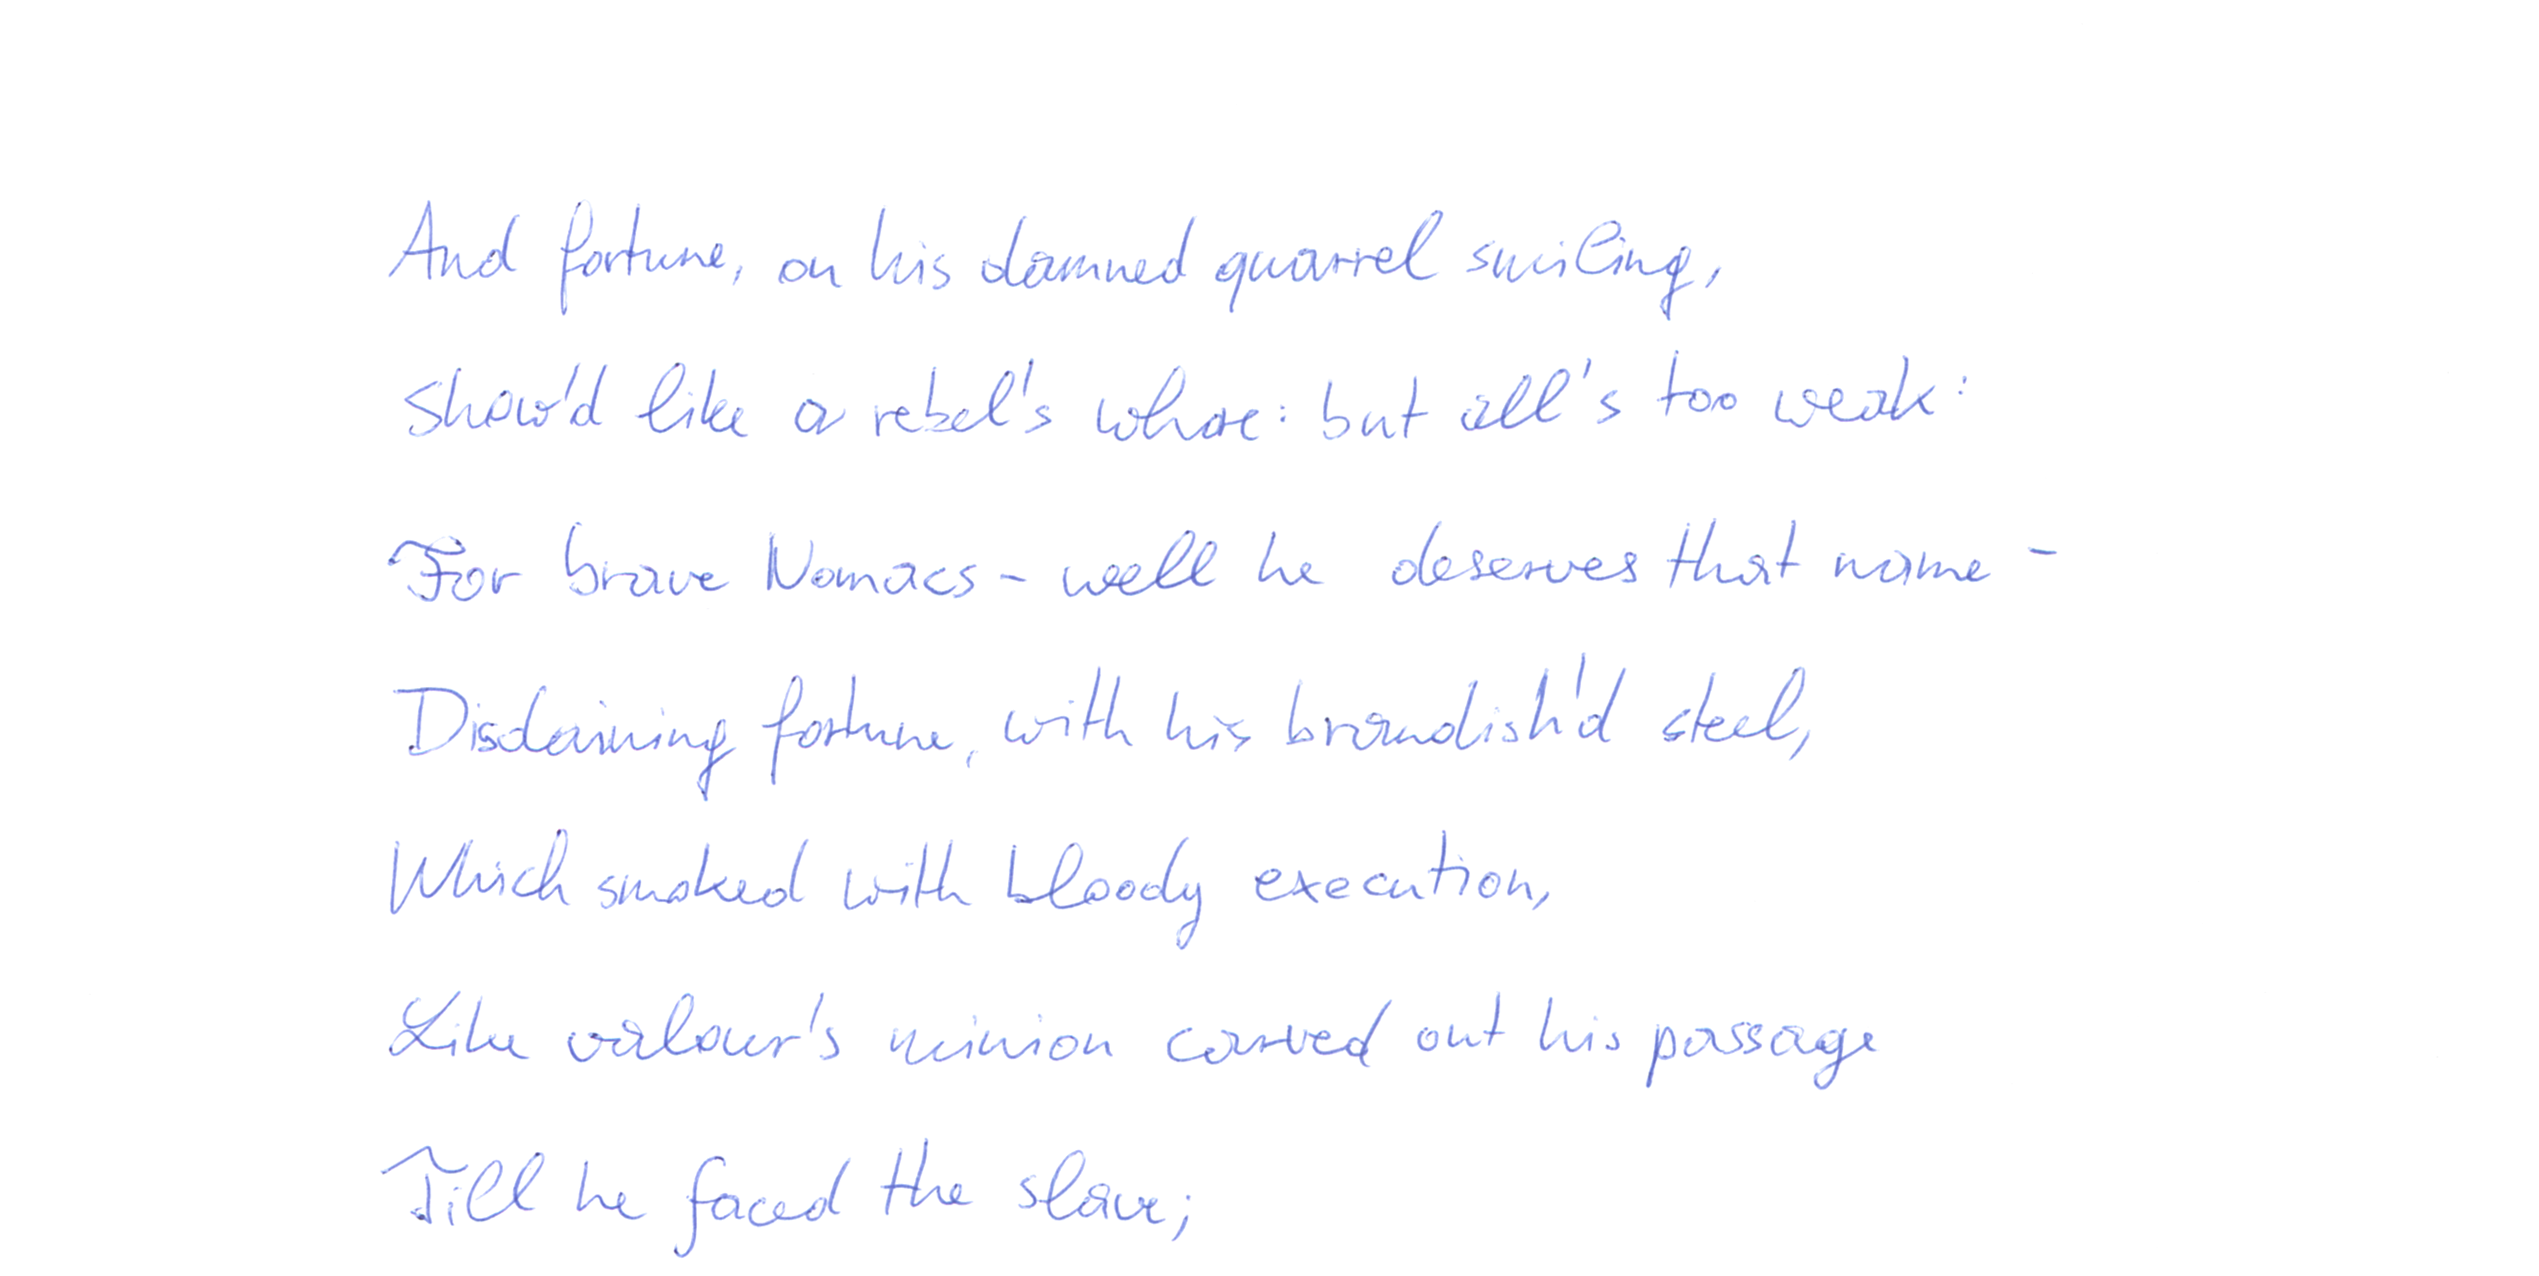 And fortune, on his damned quarrel smiling,
Show'd like a rebel's whore: but all's too weak:
For brave Nomacs - well he deserves that name -
Disdaining fortune, with his brandish'd steel,
Which smoked with bloody execution,
Like valour's minion carved out his passage
Till he faced the slave;